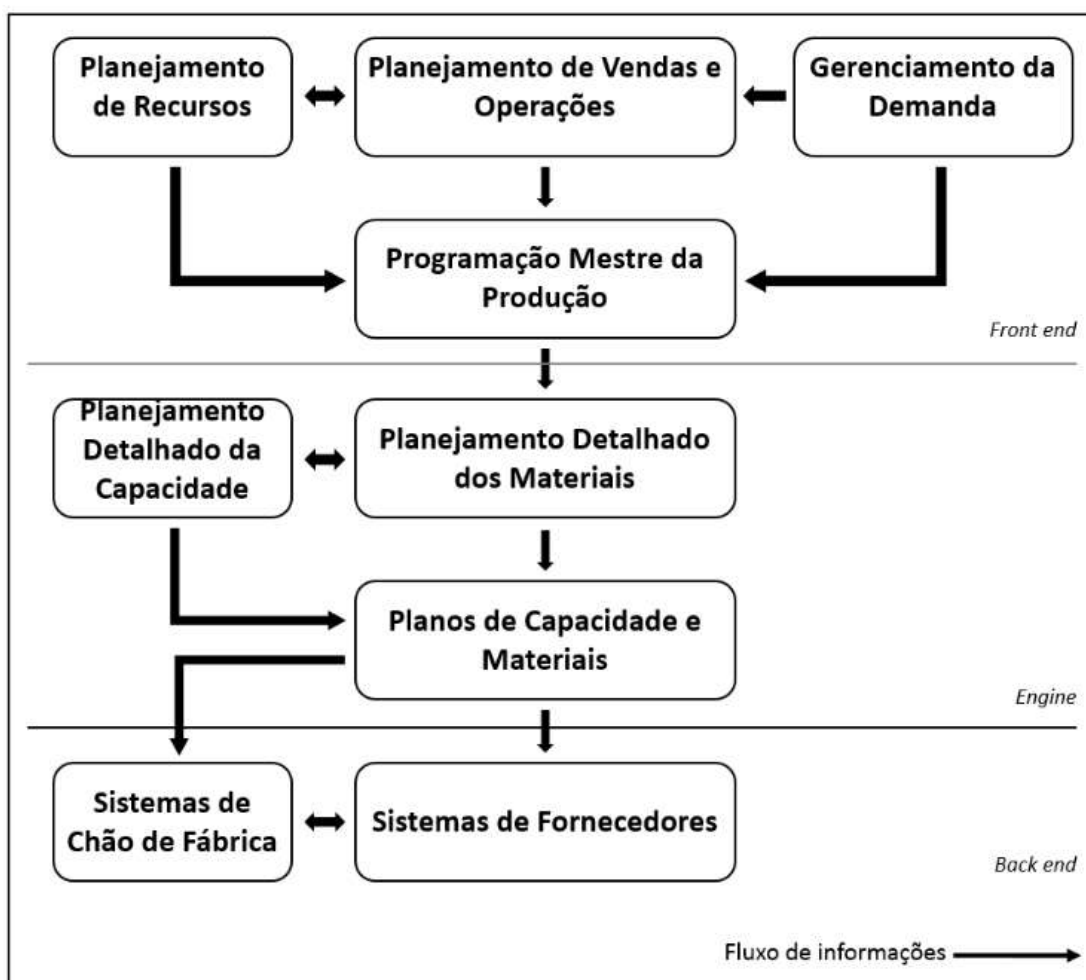 Planejamento
de Recursos
Planejamento de Vendas e
Operações
Gerenciamento da
Demanda
Programação Mestre da
Produção
Front end
Planejamento
Detalhado da
Capacidade
Planejamento Detalhado
dos Materiais
Planos de Capacidade e
Materiais
Engine
Sistemas de
Chão de Fábrica
Sistemas de Fornecedores
Back end
Fluxo de informações